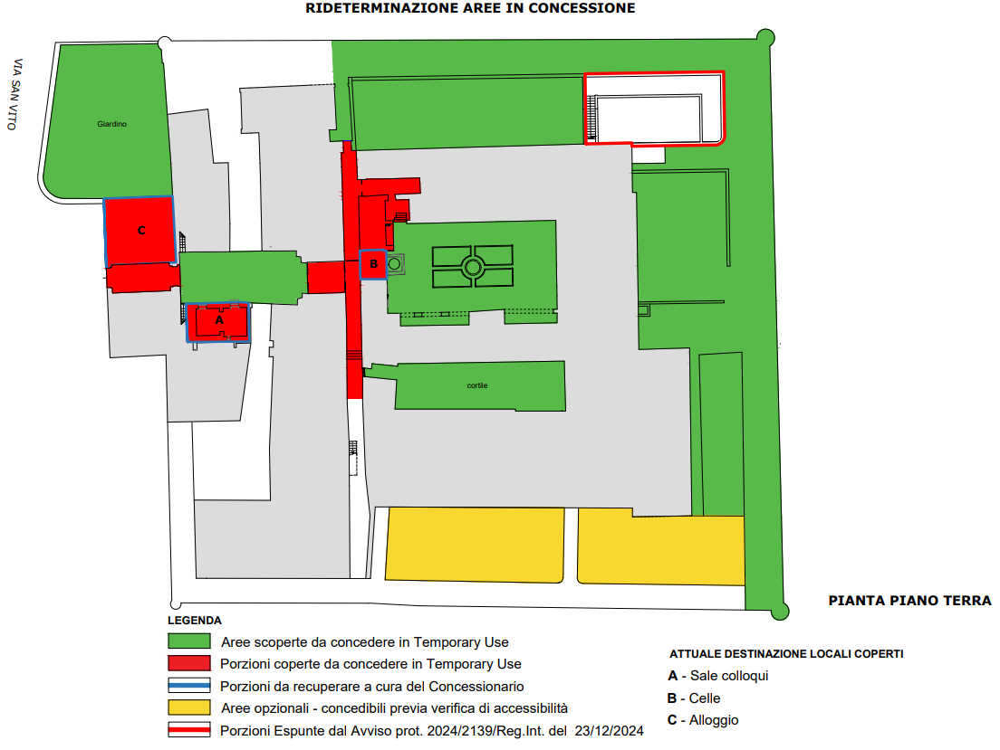 RIDETERMINAZIONE AREE IN CONCESSIONE
VIA SAN VITO
Giardino
C
B
A
cortile
PIANTA PIANO TERRA
LEGENDA
Aree scoperte da concedere in Temporary Use
Porzioni coperte da concedere in Temporary Use
Porzioni da recuperare a cura del Concessionario
Aree opzionali - concedibili previa verifica di accessibilità
Porzioni Espunte dal Avviso prot. 2024/2139/Reg.Int. del 23/12/2024
ATTUALE DESTINAZIONE LOCALI COPERTI
A - Sale colloqui
B - Celle
C - Alloggio